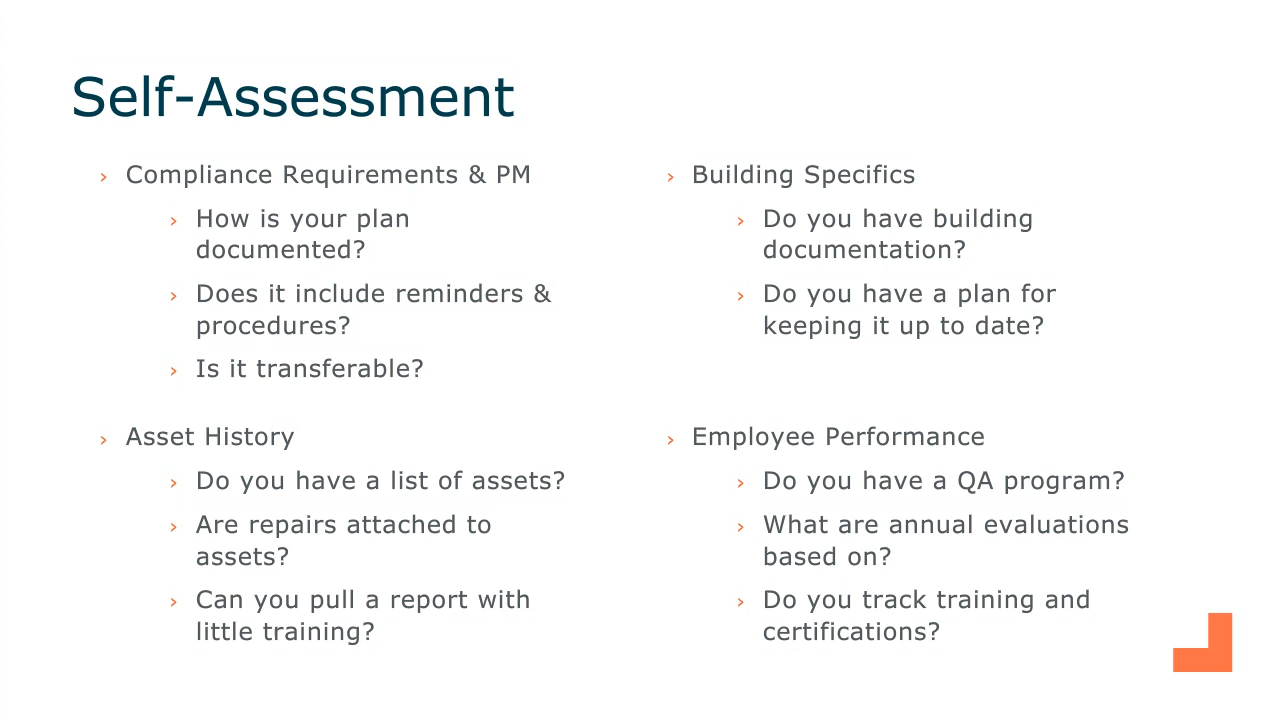 Self-Assessment
› Compliance Requirements & PM
› How is your plan
documented?
› Does it include reminders &
procedures?
› Is it transferable?
› Asset History
› Do you have a list of assets?
› Are repairs attached to
assets?
› Can you pull a report with
little training?
› Building Specifics
› Do you have building
documentation?
› Do you have a plan for
keeping it up to date?
› Employee Performance
› Do you have a QA program?
› What are annual evaluations
based on?
› Do you track training and
certifications?